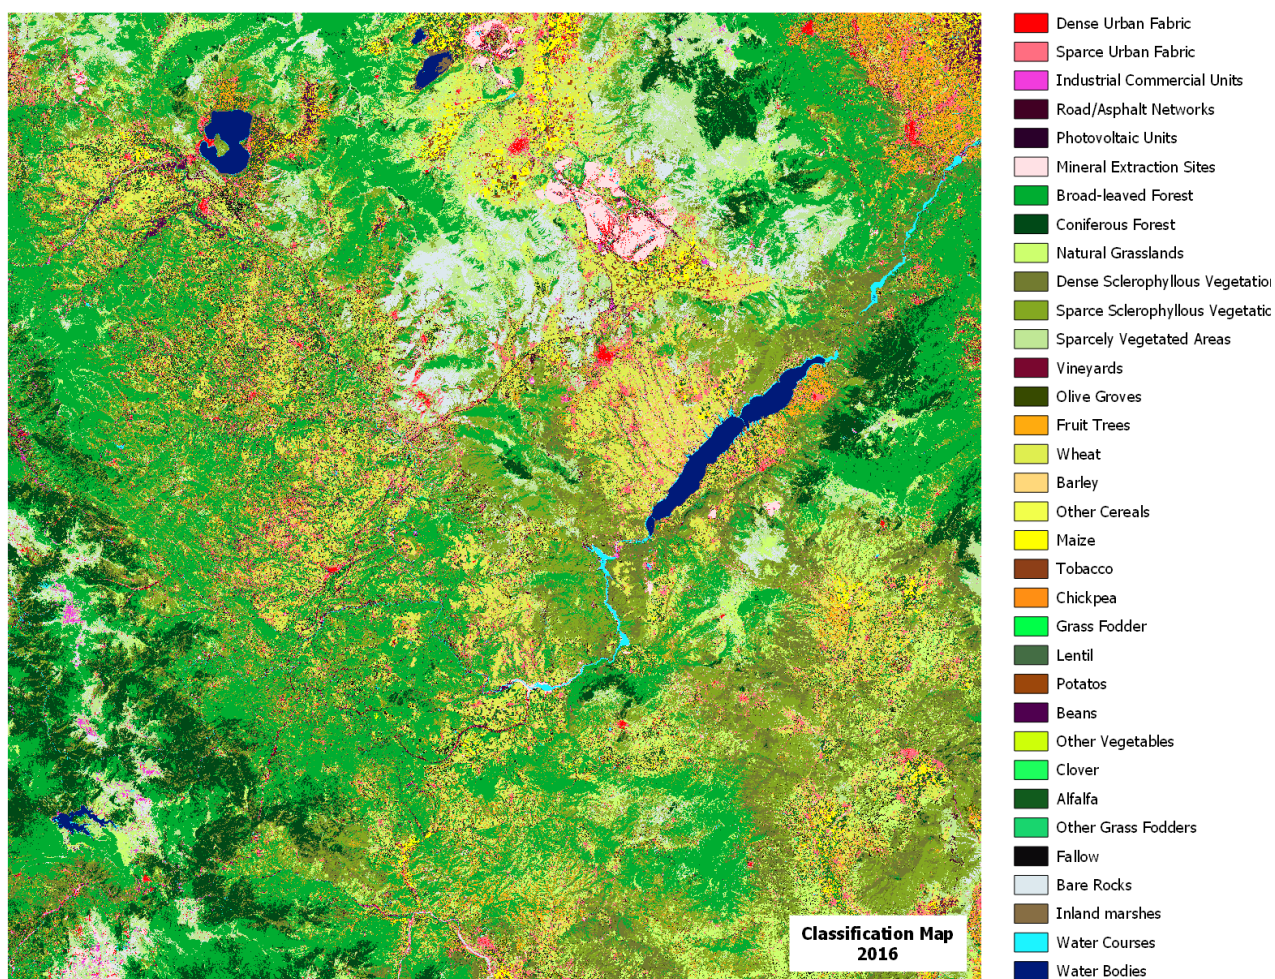 Dense Urban Fabric
Sparce Urban Fabric
Industrial Commercial Units
Road/Asphalt Networks
Photovoltaic Units
Mineral Extraction Sites
Broad-leaved Forest
Coniferous Forest
Natural Grasslands
Dense Sclerophyllous Vegetation
Sparce Sclerophyllous Vegetatic
Sparcely Vegetated Areas
Vineyards
Olive Groves
Fruit Trees
Wheat
Barley
Other Cereals
Maize
Tobacco
Chickpea
Grass Fodder
Lentil
Potatos
Beans
Other Vegetables
Clover
Alfalfa
Other Grass Fodders
Fallow
Bare Rocks
Inland marshes
Water Courses
Water Bodies
Classification Map
2016